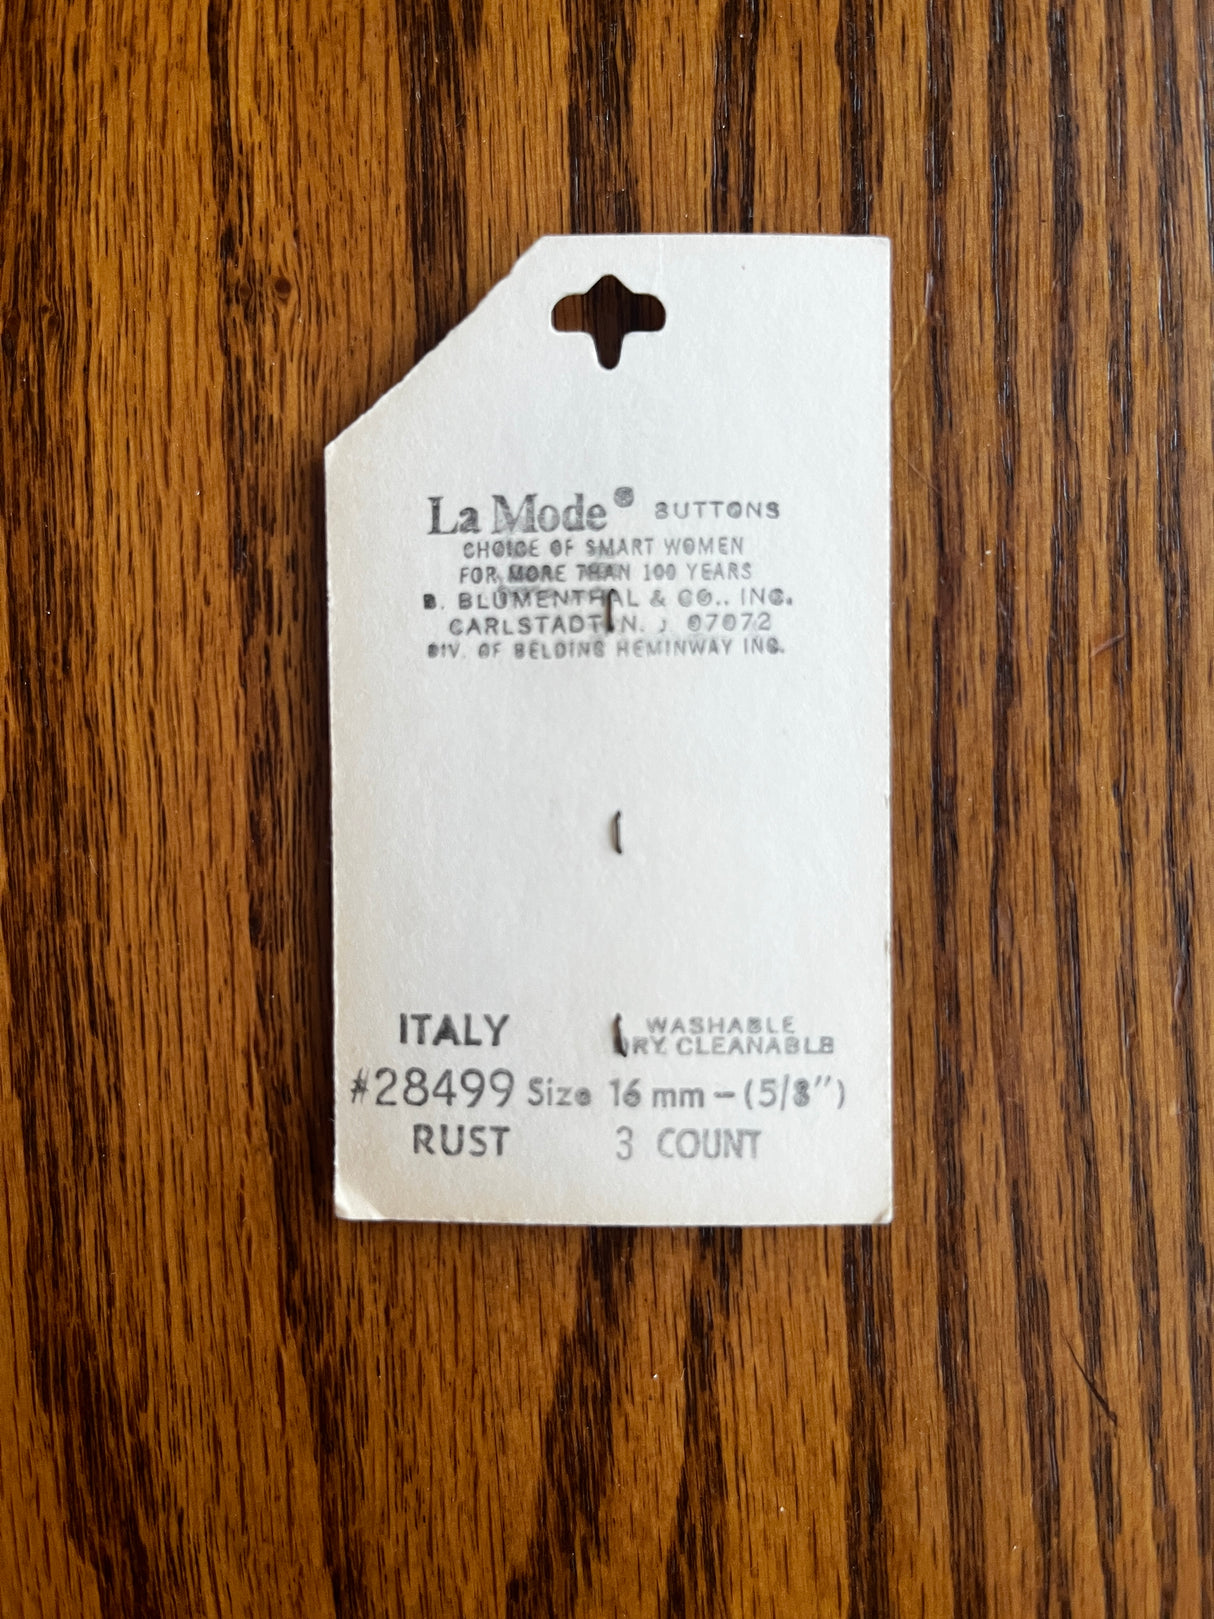 La Mode® BUTTONS
CHOICE OF SMART WOMEN
FOR MORE THAN 100 YEARS
B. BLUMENTHAL & CO., INC.
CARLSTADT, N. J. 07072
DIV. OF BELDING HEMINWAY INC.
ITALY
WASHABLE
DRY CLEANABLE
#28499 Size 16 mm – (5/8")
RUST 3 COUNT